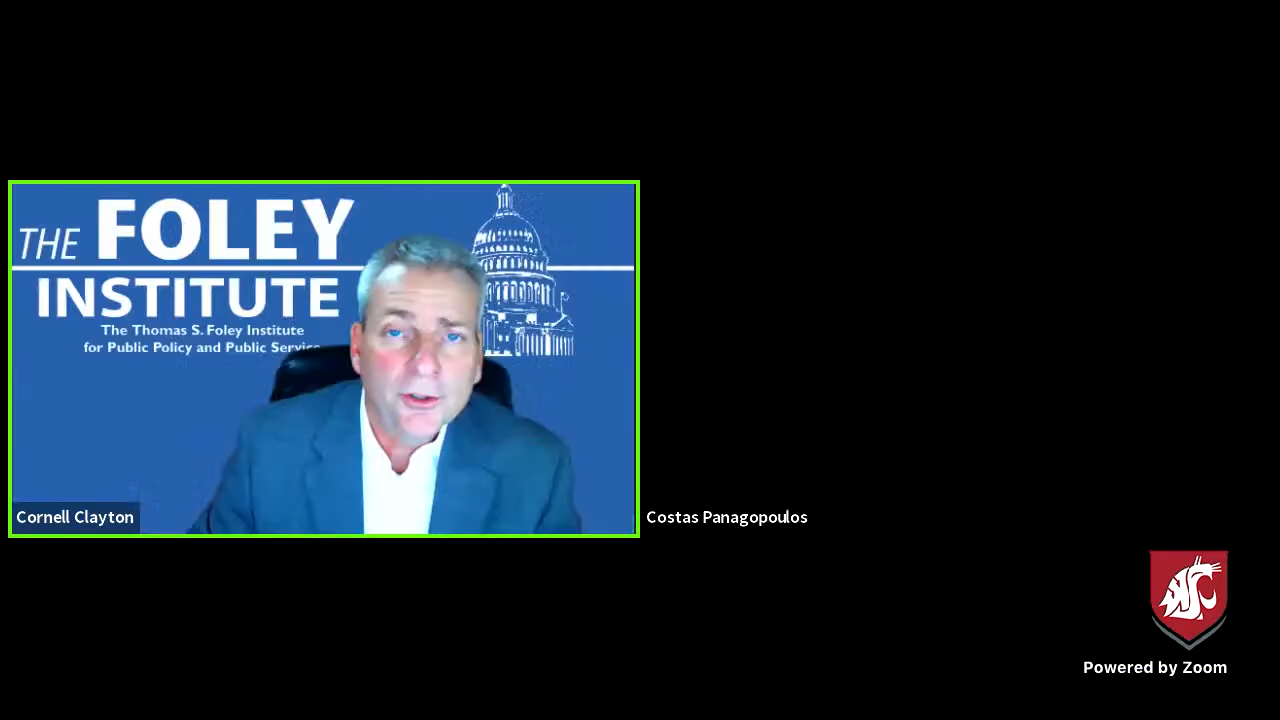 THE FOLEY
INSTITUTE
The Thomas S. Foley Institute
for Public Policy and Public Service
Cornell Clayton
Costas Panagopoulos
Powered by Zoom